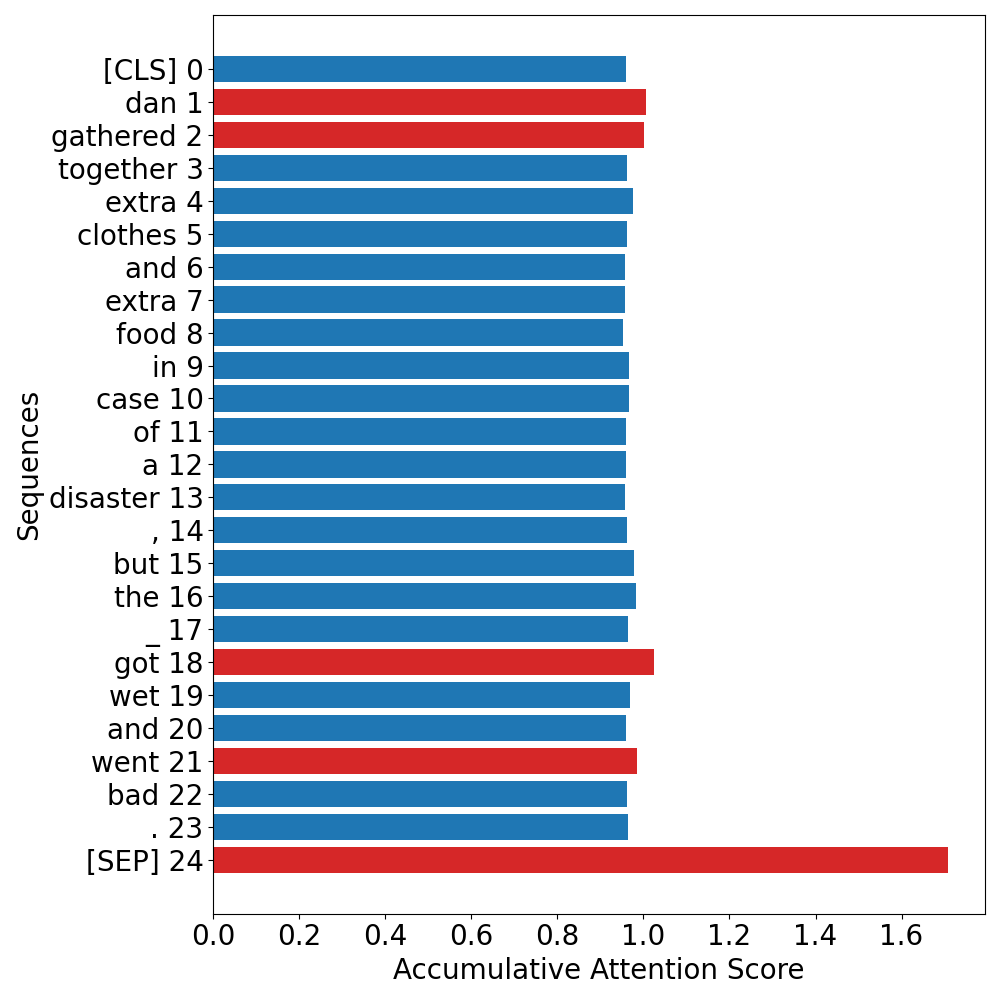 [CLS] 0
dan 1
gathered 2
together 3
extra 4
clothes 5
and 6
extra 7
food 8
in 9
case 10
of 11
a 12
disaster 13
, 14
but 15
the 16
_ 17
got 18
wet 19
and 20
went 21
bad 22
. 23
[SEP] 24
Sequences
0.0 0.2 0.4 0.6 0.8 1.0 1.2 1.4 1.6
Accumulative Attention Score